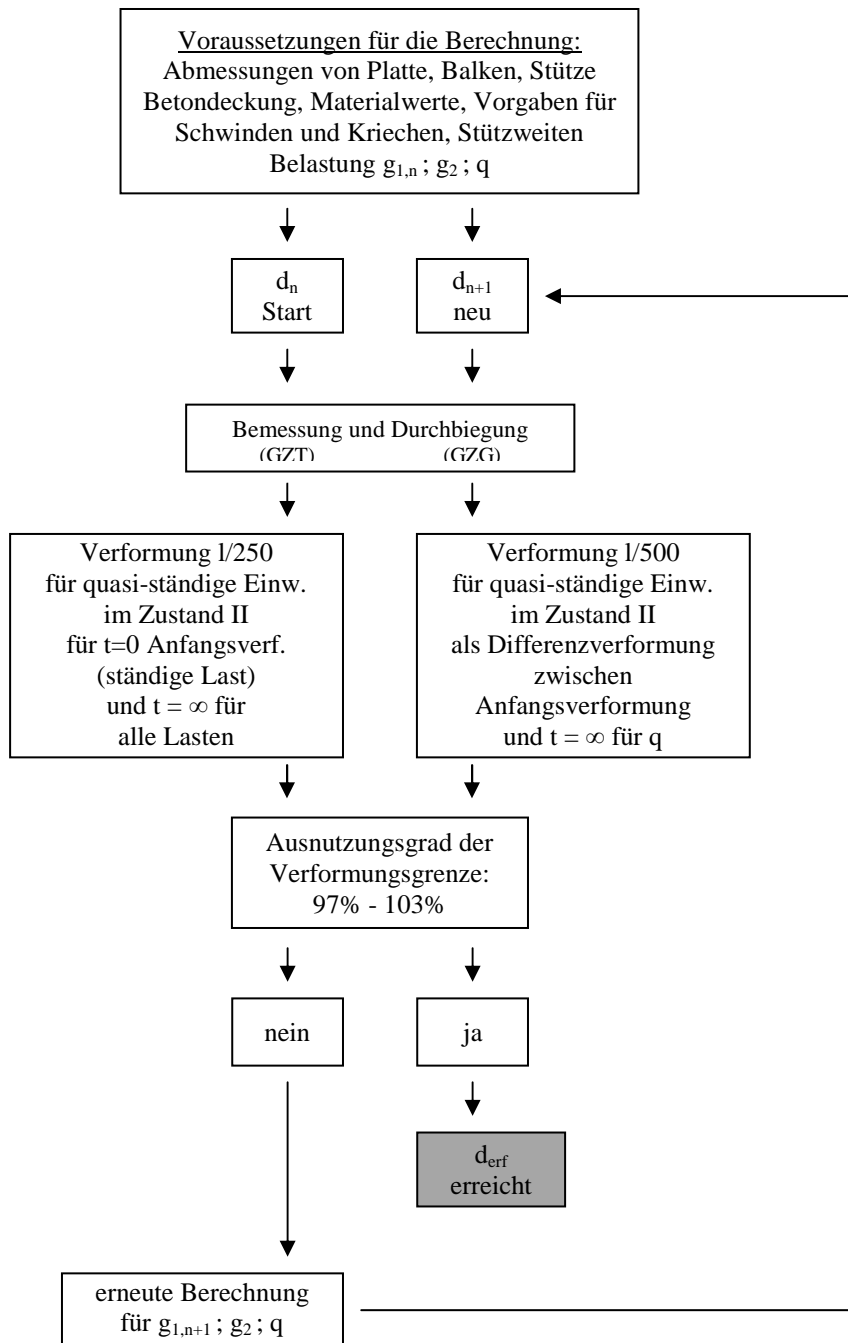 Voraussetzungen für die Berechnung:
Abmessungen von Platte, Balken, Stütze
Betondeckung, Materialwerte, Vorgaben für
Schwinden und Kriechen, Stützweiten
Belastung g₁,ₙ ; g₂ ; q
dₙ
Start
dₙ₊₁
neu
Bemessung und Durchbiegung
(GZT) (GZG)
Verformung l/250
für quasi-ständige Einw.
im Zustand II
für t=0 Anfangsverf.
(ständige Last)
und t = ∞ für
alle Lasten
Verformung l/500
für quasi-ständige Einw.
im Zustand II
als Differenzverformung
zwischen
Anfangsverformung
und t = ∞ für q
Ausnutzungsgrad der
Verformungsgrenze:
97% - 103%
nein
ja
d_erf
erreicht
erneute Berechnung
für g₁,ₙ₊₁ ; g₂ ; q